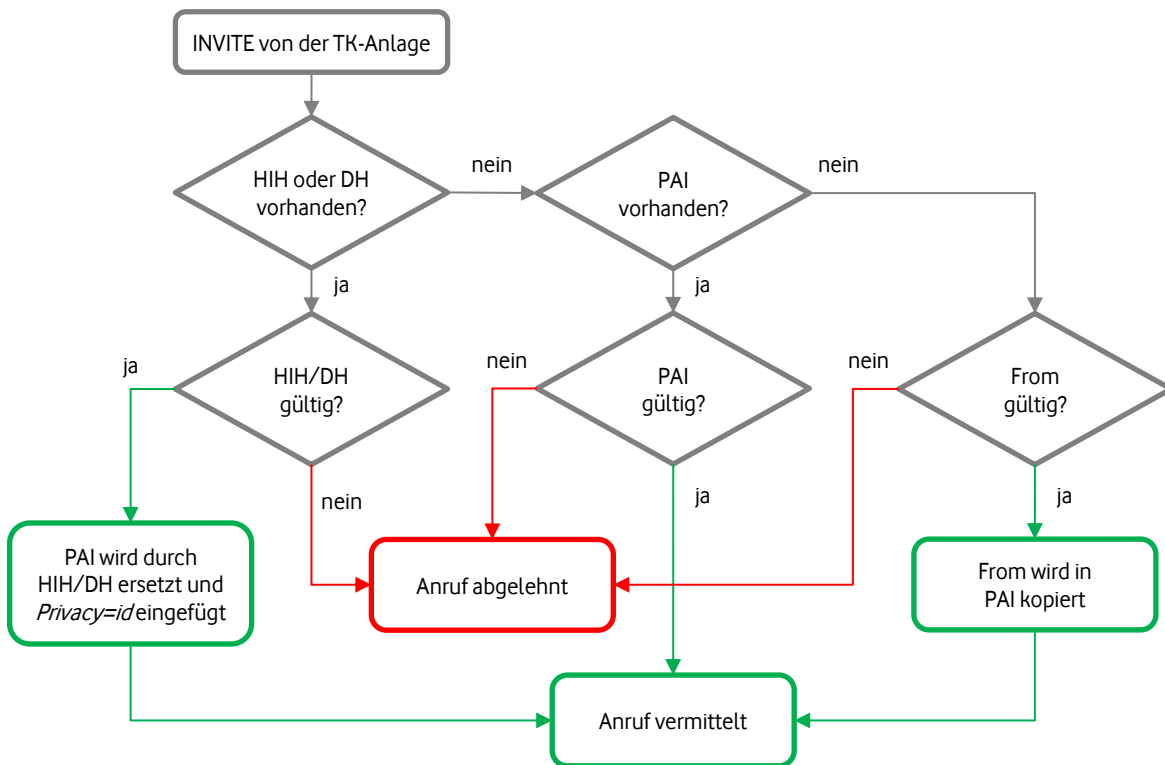 INVITE von der TK-Anlage
HIH oder DH
vorhanden?
nein
PAI
vorhanden?
nein
ja
ja
ja
HIH/DH
gültig?
nein
PAI
gültig?
nein
From
gültig?
nein
ja
ja
PAI wird durch
HIH/DH ersetzt und
Privacy=id eingefügt
Anruf abgelehnt
From wird in
PAI kopiert
Anruf vermittelt